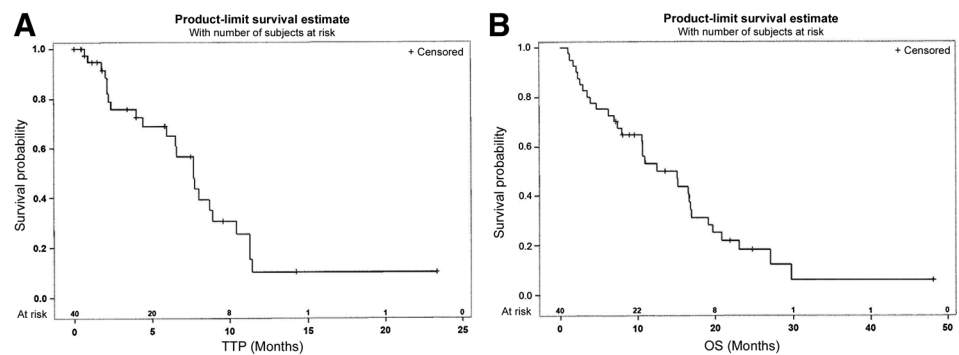 A
Product-limit survival estimate
With number of subjects at risk
+ Censored
Survival probability
1.0
0.8
0.6
0.4
0.2
0.0
At risk 40 20 8 1 1 0
0 5 10 15 20 25
TTP (Months)
B
Product-limit survival estimate
With number of subjects at risk
+ Censored
Survival probability
1.0
0.8
0.6
0.4
0.2
0.0
At risk 40 22 8 1 1 0
0 10 20 30 40 50
OS (Months)